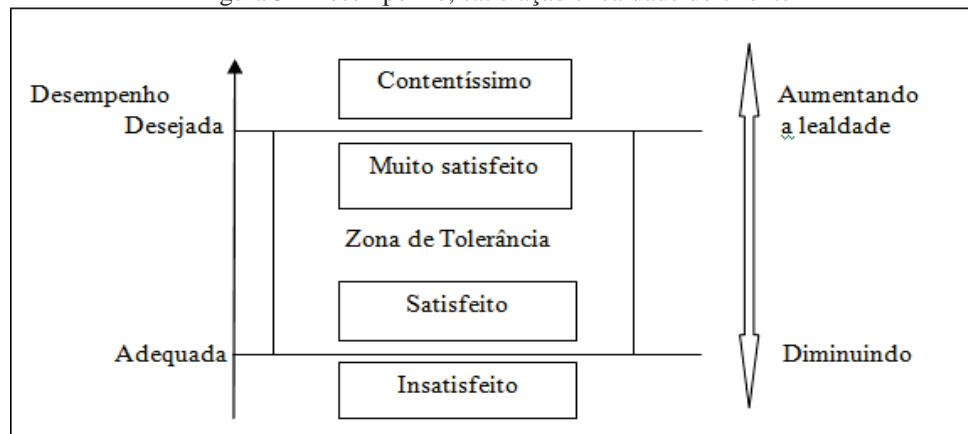 Contentíssimo
Desempenho
Aumentando
Desejada
a lealdade
Muito satisfeito
Zona de Tolerância
Satisfeito
Adequada
Diminuindo
Insatisfeito